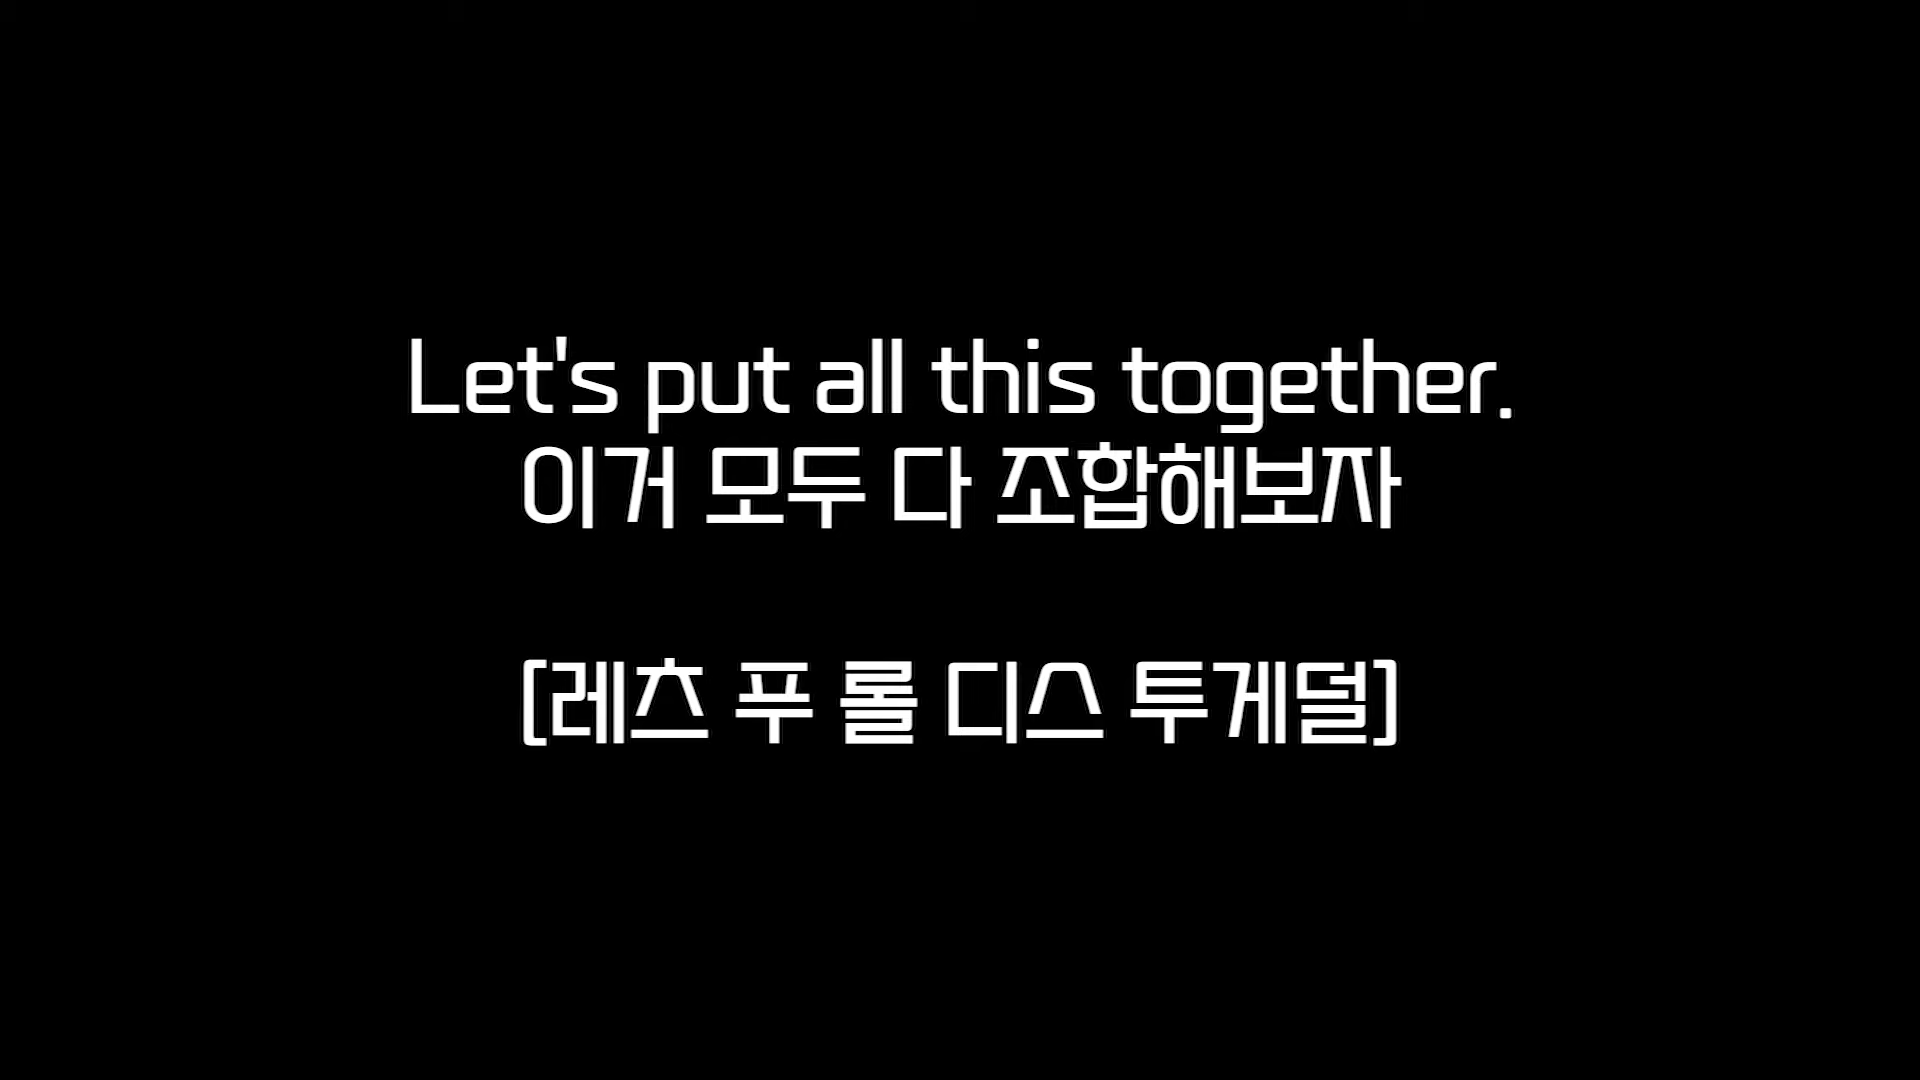 Let's put all this together.
이거 모두 다 조합해보자
[레츠 푸 롤 디스 투게덜]